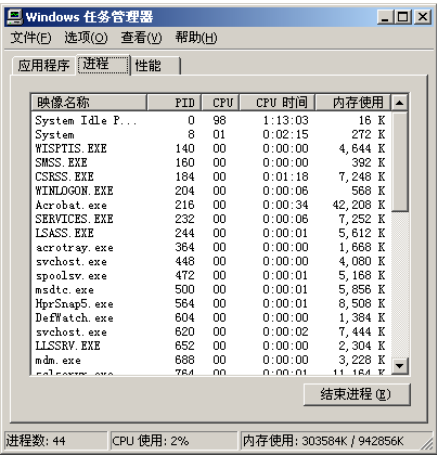 Windows 任务管理器
文件(F) 选项(O) 查看(V) 帮助(H)
应用程序 进程 性能
映像名称 PID CPU CPU 时间 内存使用
System Idle P... 0 98 1:13:03 16 K
System 8 01 0:02:15 272 K
WISPTIS.EXE 140 00 0:00:00 4,644 K
SMSS.EXE 160 00 0:00:00 392 K
CSRSS.EXE 184 00 0:01:18 7,248 K
WINLOGON.EXE 204 00 0:00:06 568 K
Acrobat.exe 216 00 0:00:34 42,208 K
SERVICES.EXE 232 00 0:00:06 7,252 K
LSASS.EXE 244 00 0:00:01 5,612 K
acrotray.exe 364 00 0:00:00 1,668 K
svchost.exe 448 00 0:00:00 4,080 K
spoolsv.exe 472 00 0:00:01 5,168 K
msdtc.exe 500 00 0:00:01 5,856 K
HprSnap5.exe 564 00 0:00:01 8,508 K
DefWatch.exe 604 00 0:00:00 1,384 K
svchost.exe 620 00 0:00:02 7,444 K
LLSSRV.EXE 652 00 0:00:00 2,304 K
mdm.exe 688 00 0:00:00 3,228 K
764 00 0:00:01 11,164 K
结束进程(E)
进程数: 44 CPU 使用: 2% 内存使用: 303584K / 942856K